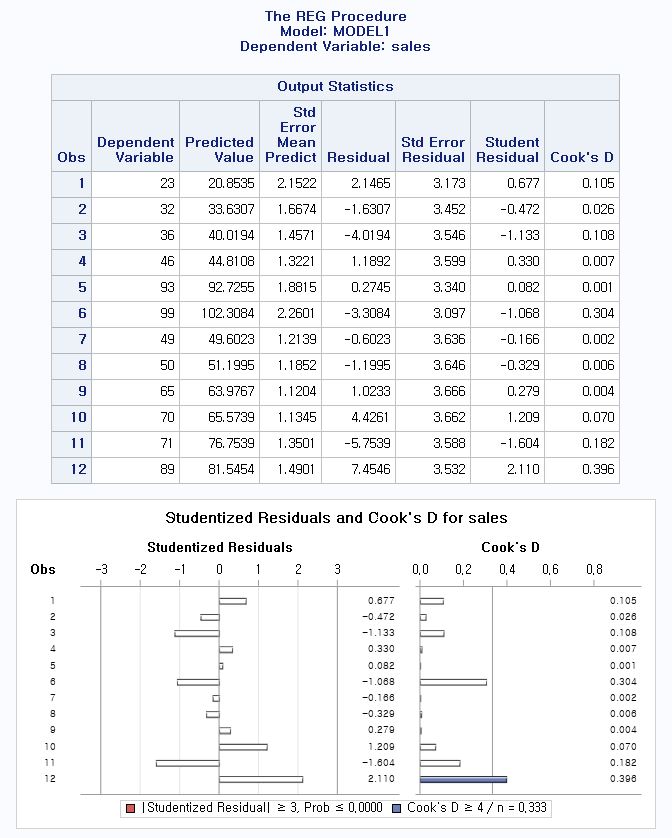 The REG Procedure
Model: MODEL1
Dependent Variable: sales
Output Statistics
Obs Dependent Variable Predicted Value Std Error Mean Predict Residual Std Error Residual Student Residual Cook's D
1 23 20.8535 2.1522 2.1465 3.173 0.677 0.105
2 32 33.6307 1.6674 -1.6307 3.452 -0.472 0.026
3 36 40.0194 1.4571 -4.0194 3.546 -1.133 0.108
4 46 44.8108 1.3221 1.1892 3.599 0.330 0.007
5 93 92.7255 1.8815 0.2745 3.340 0.082 0.001
6 99 102.3084 2.2601 -3.3084 3.097 -1.068 0.304
7 49 49.6023 1.2139 -0.6023 3.636 -0.166 0.002
8 50 51.1995 1.1852 -1.1995 3.646 -0.329 0.006
9 65 63.9767 1.1204 1.0233 3.666 0.279 0.004
10 70 65.5739 1.1345 4.4261 3.662 1.209 0.070
11 71 76.7539 1.3501 -5.7539 3.588 -1.604 0.182
12 89 81.5454 1.4901 7.4546 3.532 2.110 0.396
Studentized Residuals and Cook's D for sales
Studentized Residuals Cook's D
Obs -3 -2 -1 0 1 2 3 0,0 0,2 0,4 0,6 0,8
1 0.677 0.105
2 -0.472 0.026
3 -1.133 0.108
4 0.330 0.007
5 0.082 0.001
6 -1.068 0.304
7 -0.166 0.002
8 -0.329 0.006
9 0.279 0.004
10 1.209 0.070
11 -1.604 0.182
12 2.110 0.396
|Studentized Residual| ≥ 3, Prob ≤ 0,0000 Cook's D ≥ 4 / n = 0,333